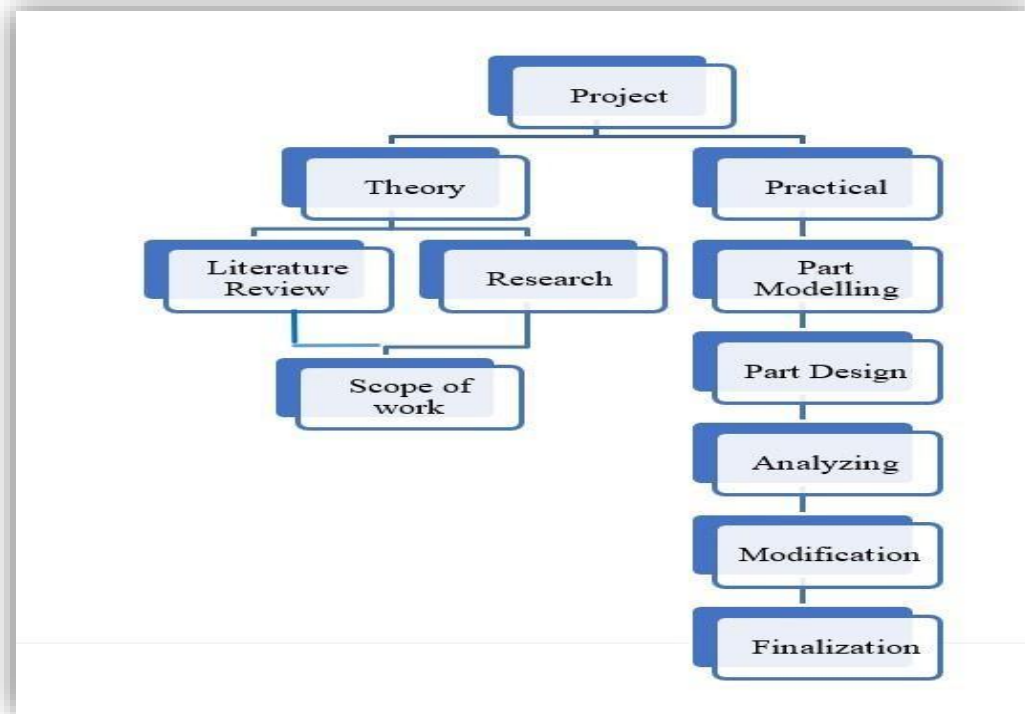 Project
Theory
Practical
Literature
Review
Research
Part
Modelling
Scope of
work
Part Design
Analyzing
Modification
Finalization